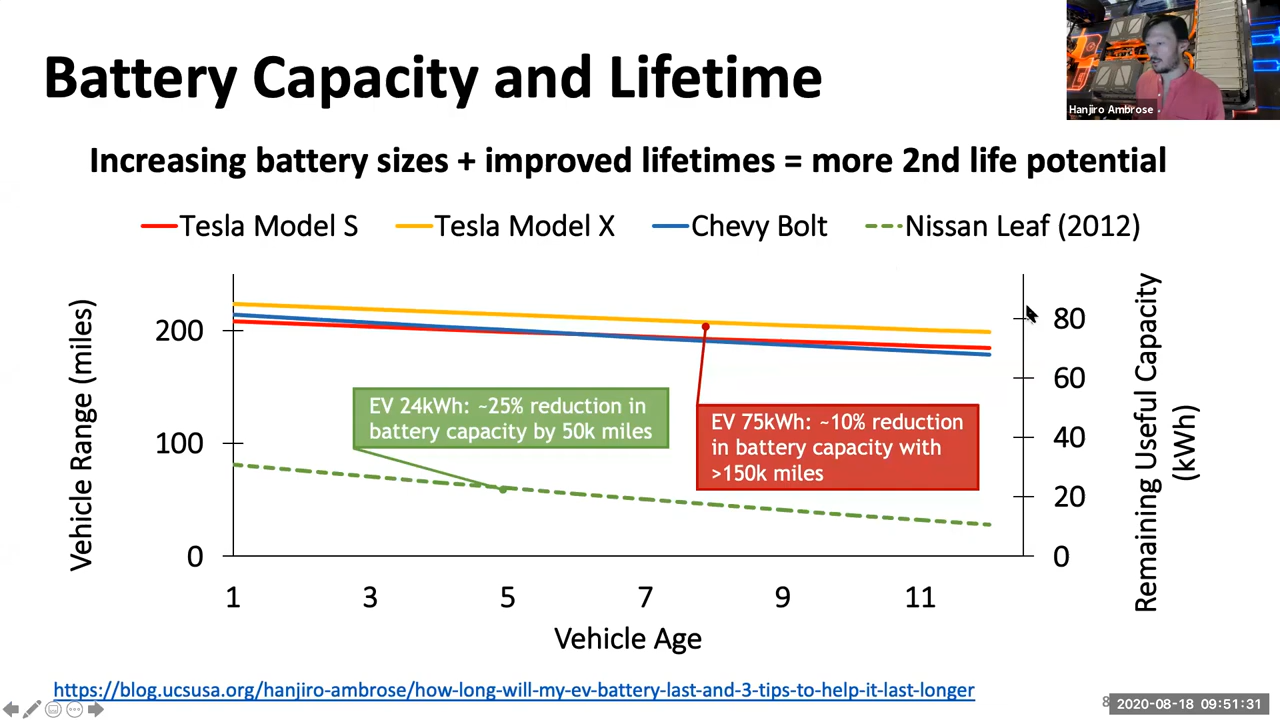 Battery Capacity and Lifetime
Hanjiro Ambrose
Increasing battery sizes + improved lifetimes = more 2nd life potential
Tesla Model S
Tesla Model X
Chevy Bolt
Nissan Leaf (2012)
Vehicle Range (miles)
200
100
0
EV 24kWh: ~25% reduction in
battery capacity by 50k miles
EV 75kWh: ~10% reduction
in battery capacity with
>150k miles
80
60
40
20
0
Remaining Useful Capacity
(kWh)
1 3 5 7 9 11
Vehicle Age
https://blog.ucsusa.org/hanjiro-ambrose/how-long-will-my-ev-battery-last-and-3-tips-to-help-it-last-longer
8
2020-08-18 09:51:31